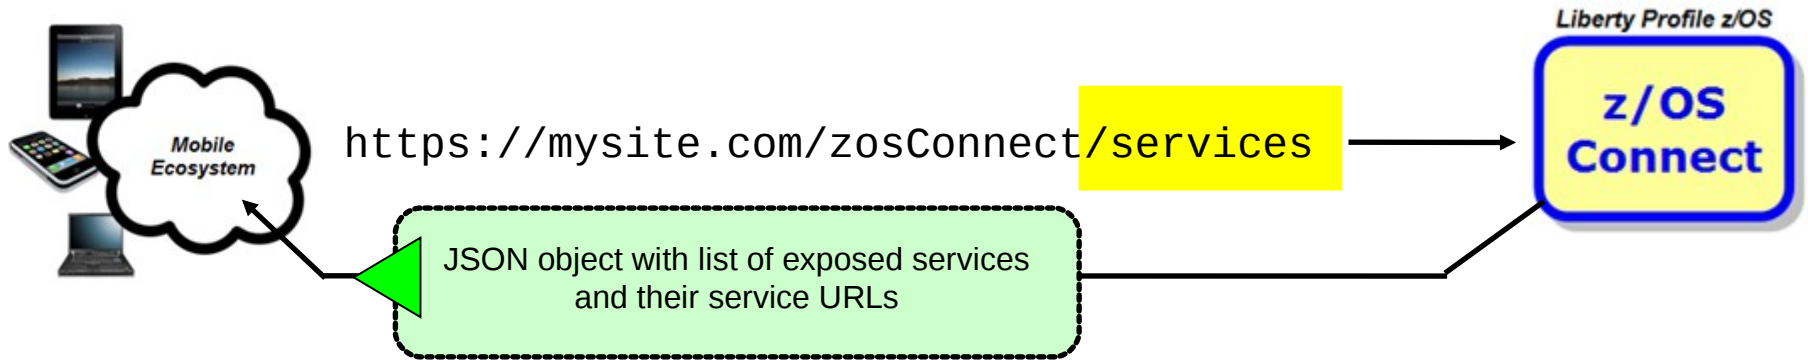 Liberty Profile z/OS
Mobile
Ecosystem
https://mysite.com/zosConnect/services
z/OS
Connect
JSON object with list of exposed services
and their service URLs